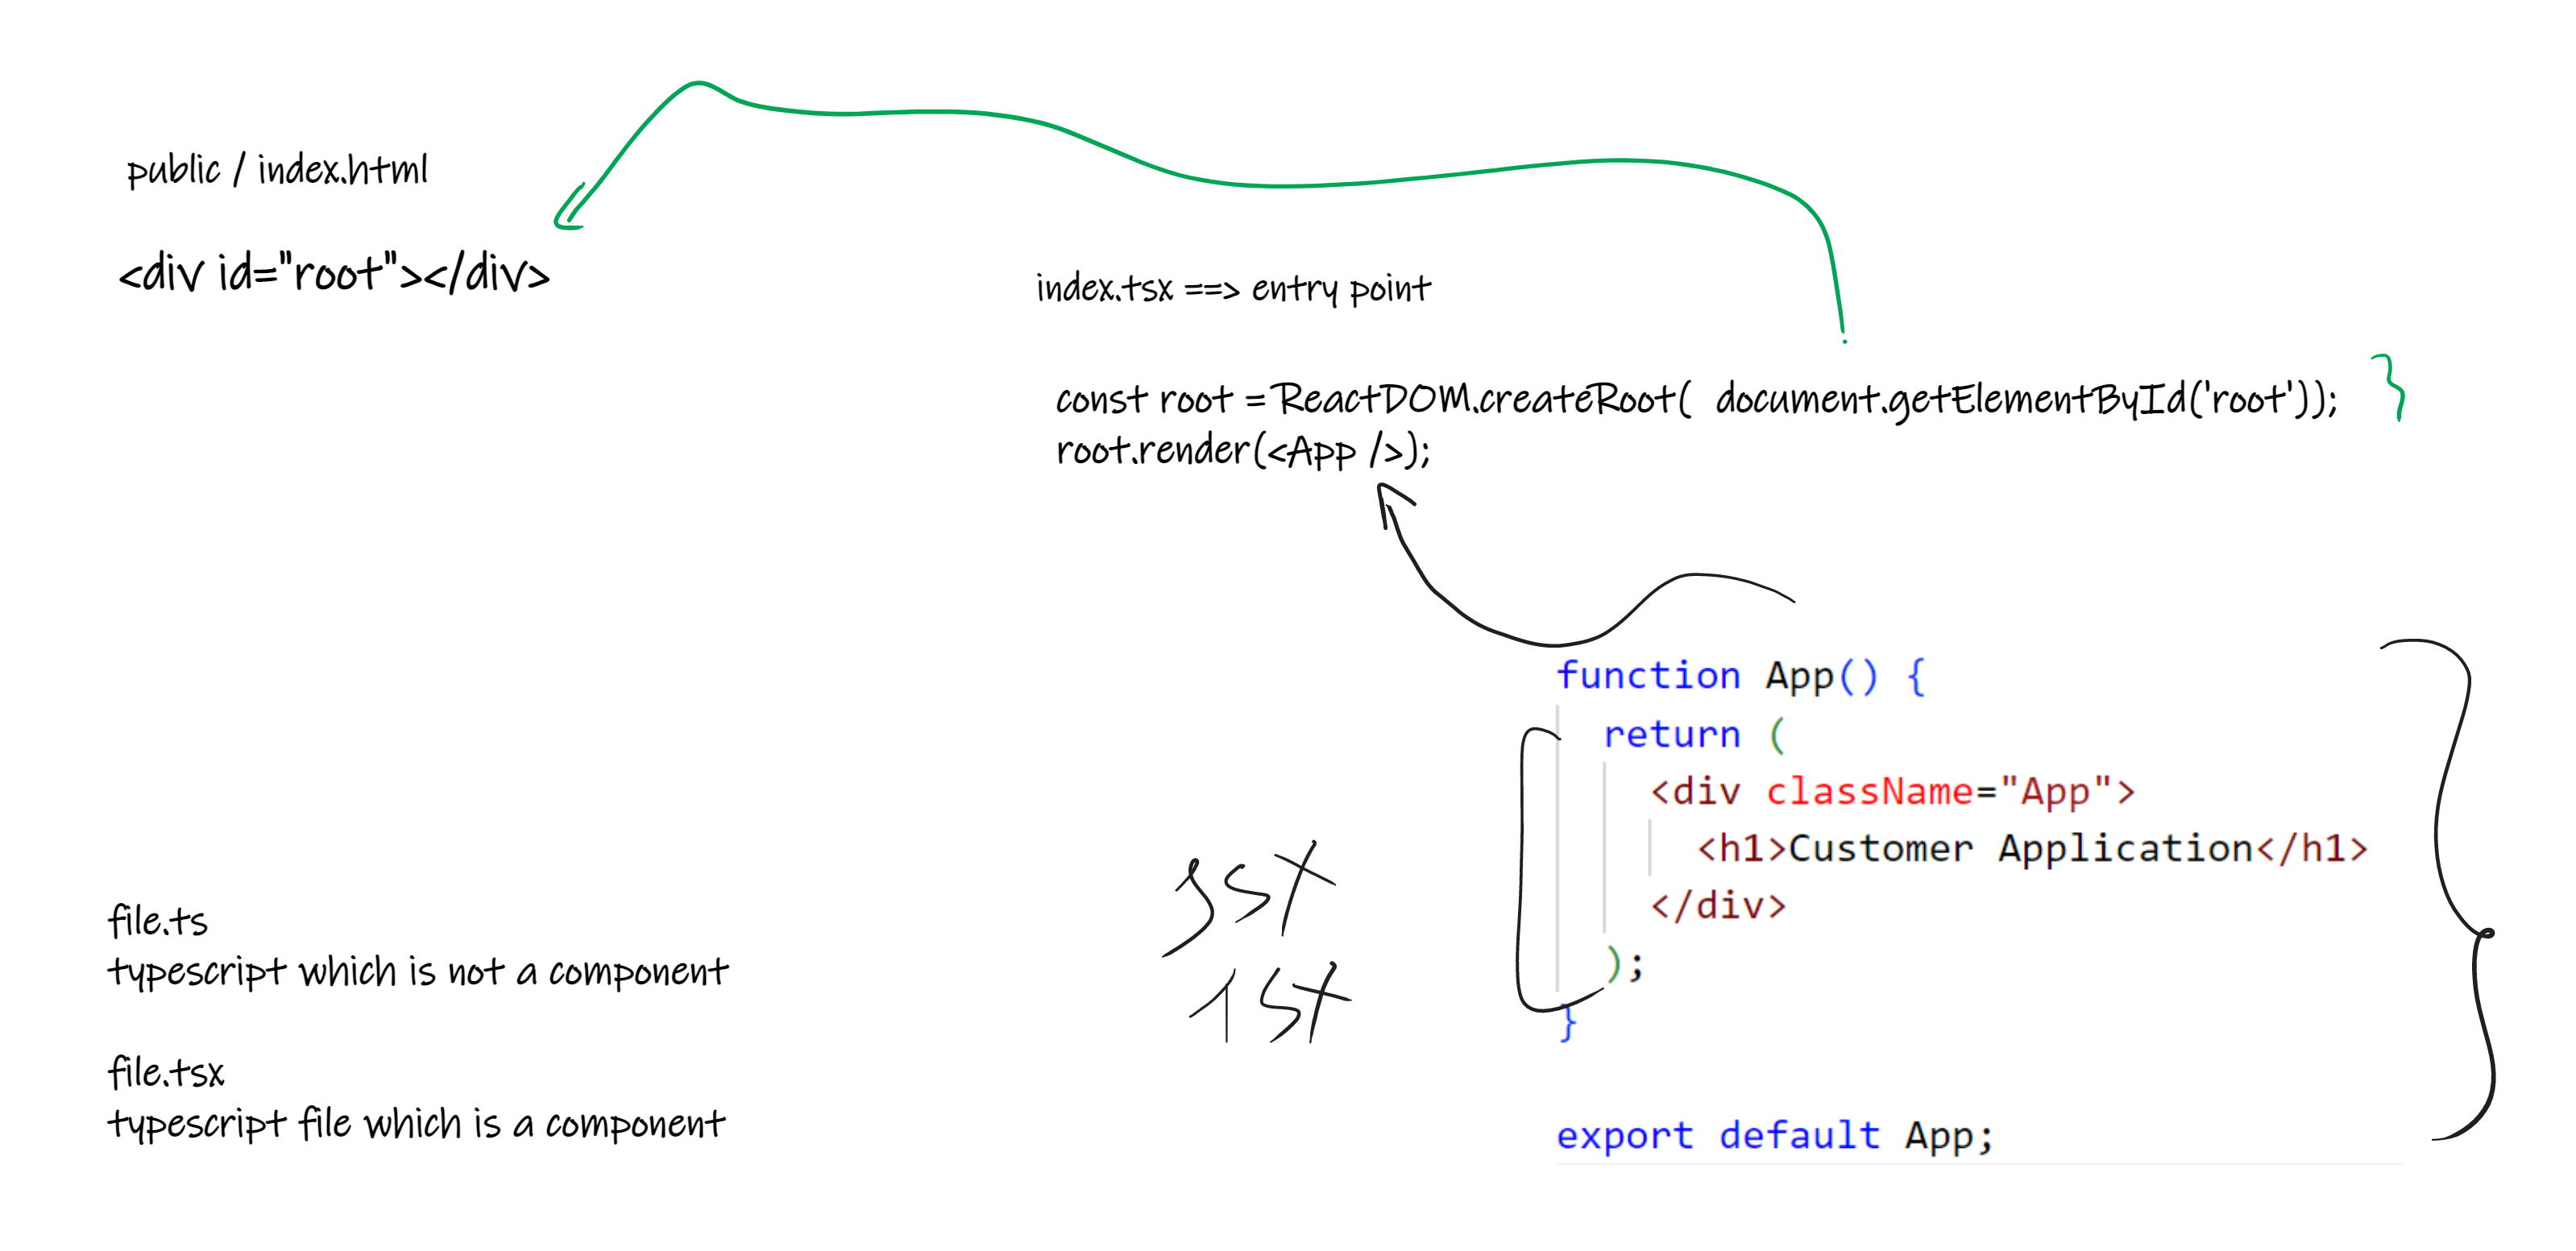 public / index.html
<div id="root"></div>
index.tsx ==> entry point
const root = ReactDOM.createRoot( document.getElementById('root'));
root.render(<App />);
function App() {
return (
<div className="App">
<h1>Customer Application</h1>
</div>
);
}
export default App;
jsx
tsx
file.ts
typescript which is not a component
file.tsx
typescript file which is a component